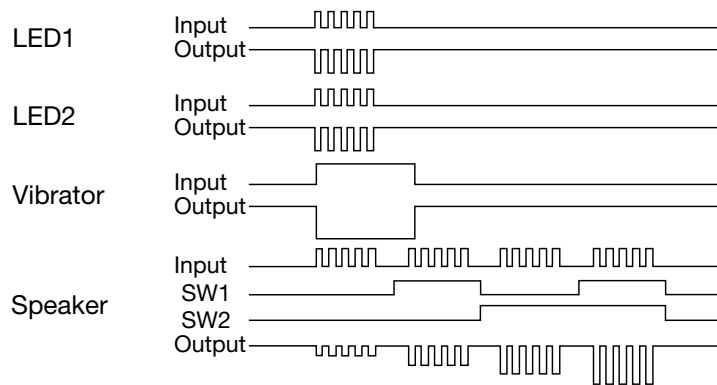 LED1
Input
Output
LED2
Input
Output
Vibrator
Input
Output
Speaker
Input
SW1
SW2
Output